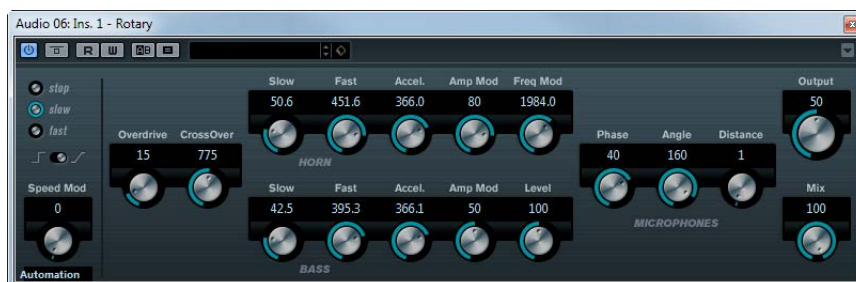 Audio 06: Ins. 1 - Rotary
R W
stop
slow
fast
Speed Mod
0
Automation
Overdrive CrossOver
15 775
Slow Fast Accel. Amp Mod Freq Mod
50.6 451.6 366.0 80 1984.0
HORN
Slow Fast Accel. Amp Mod Level
42.5 395.3 366.1 50 100
BASS
Phase Angle Distance
40 160 1
MICROPHONES
Output
50
Mix
100